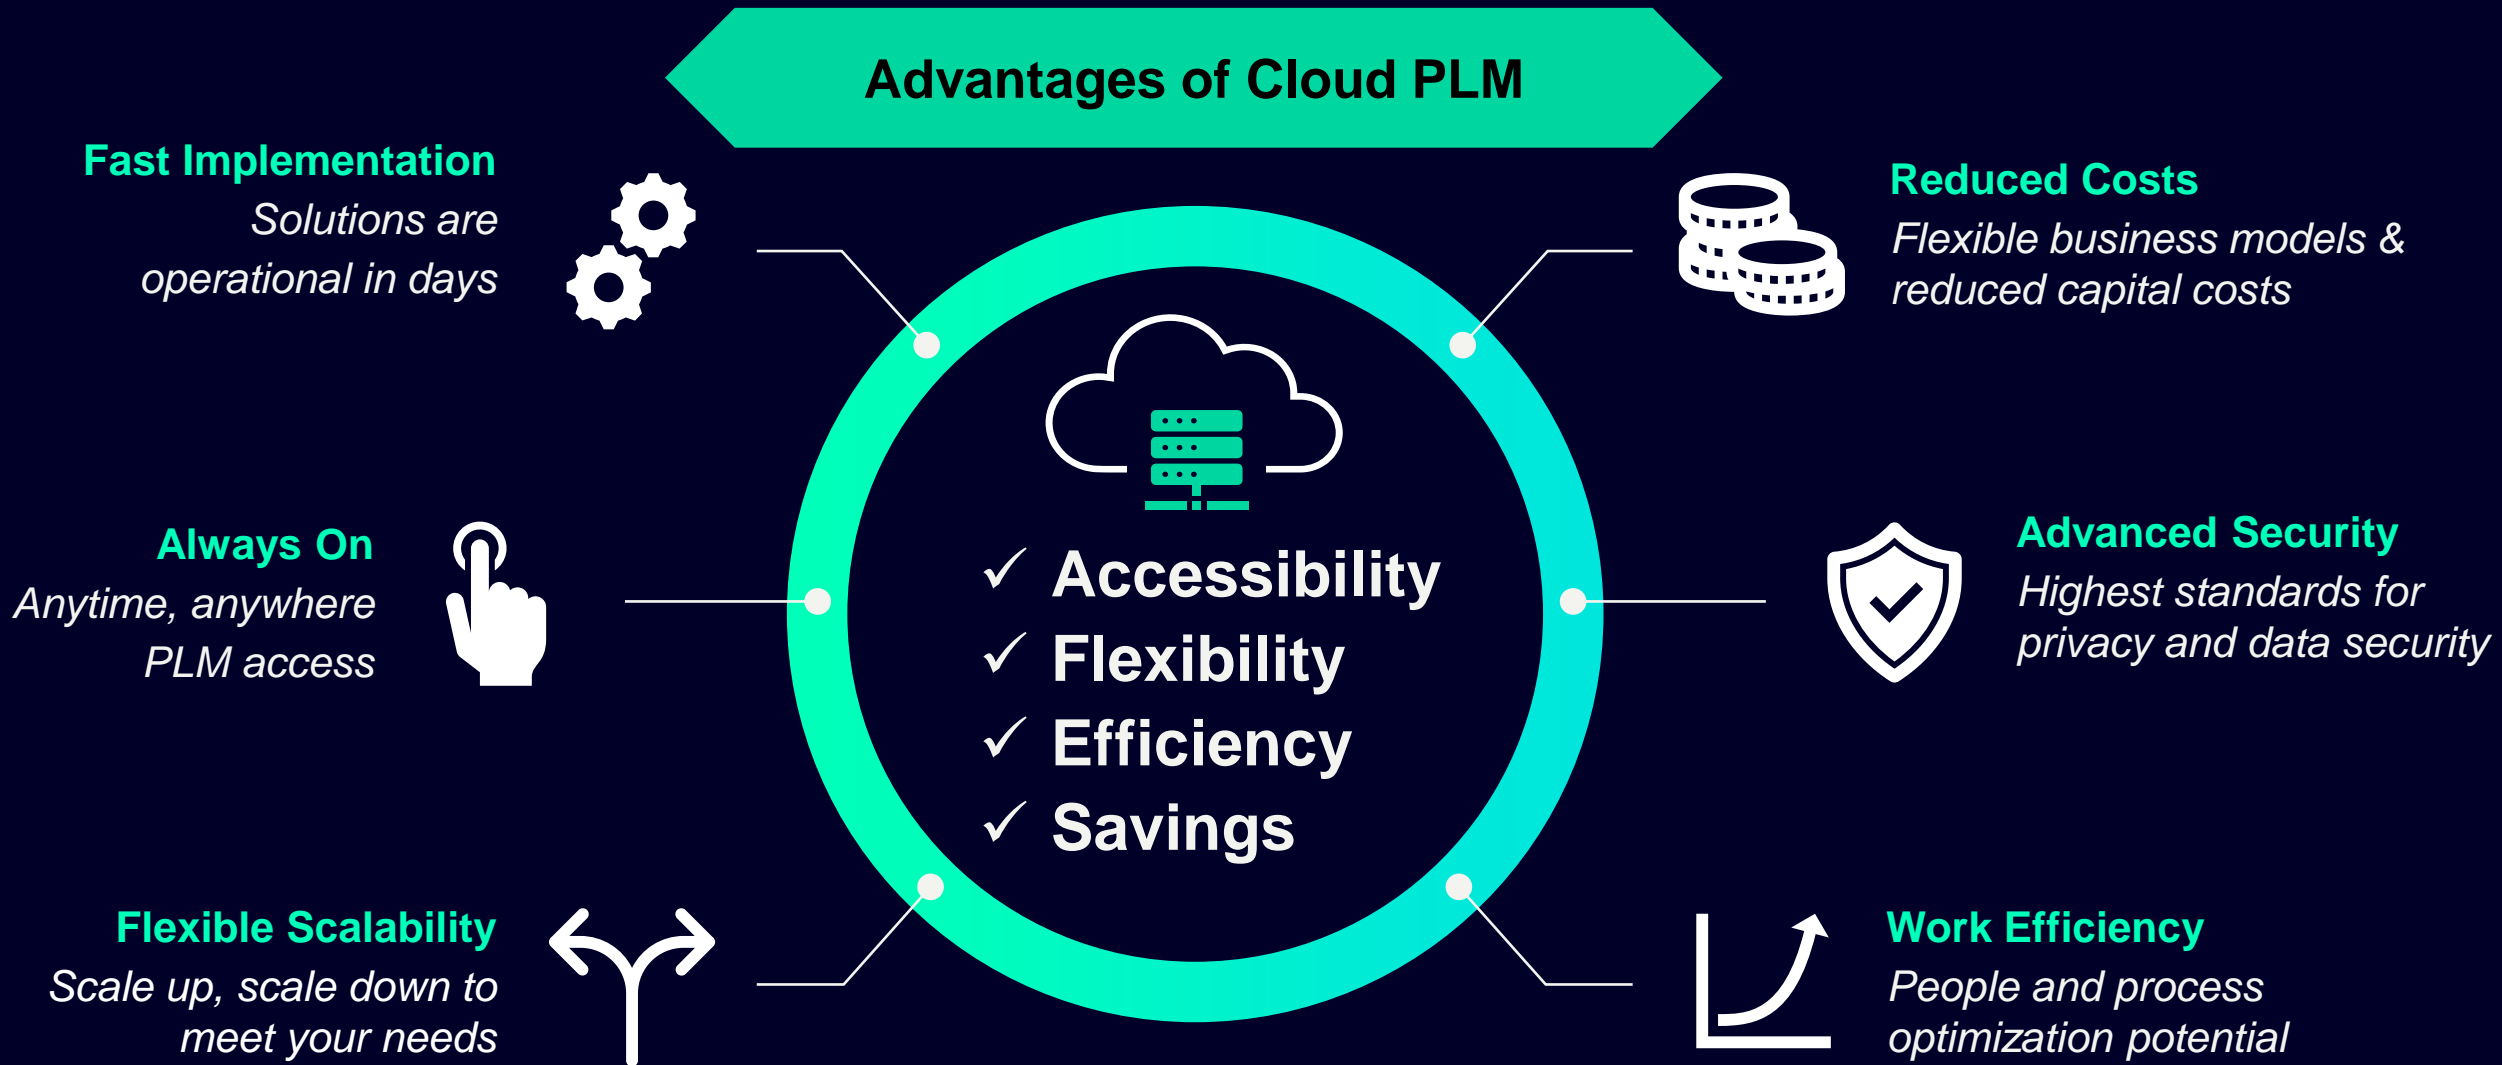 Advantages of Cloud PLM
Fast Implementation
Solutions are
operational in days
Always On
Anytime, anywhere
PLM access
Flexible Scalability
Scale up, scale down to
meet your needs
Accessibility
Flexibility
Efficiency
Savings
Reduced Costs
Flexible business models &
reduced capital costs
Advanced Security
Highest standards for
privacy and data security
Work Efficiency
People and process
optimization potential